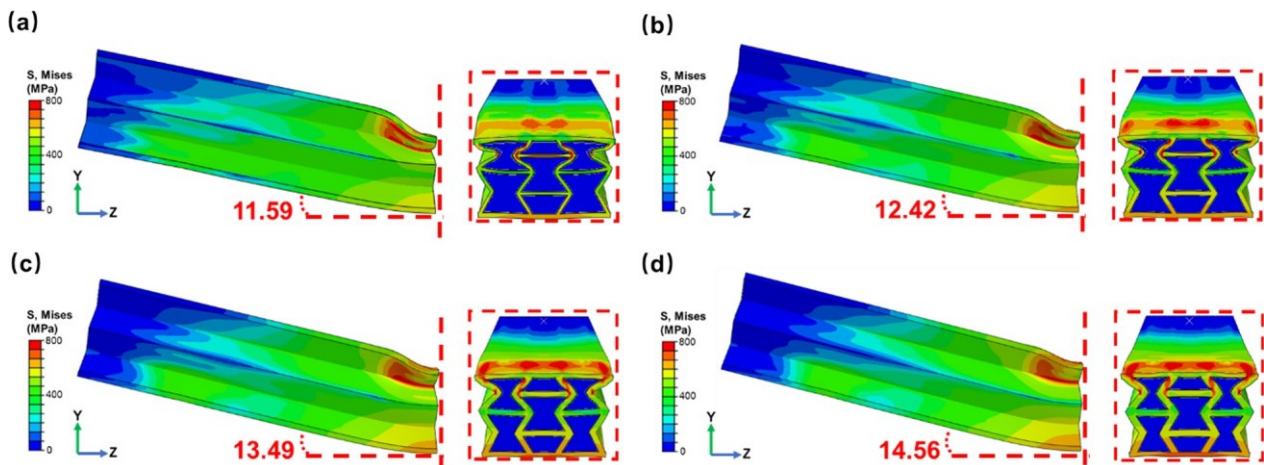 (a)
S, Mises
(MPa)
800
400
0
Y
Z
11.59
(b)
S, Mises
(MPa)
800
400
0
Y
Z
12.42
(c)
S, Mises
(MPa)
800
400
0
Y
Z
13.49
(d)
S, Mises
(MPa)
800
400
0
Y
Z
14.56